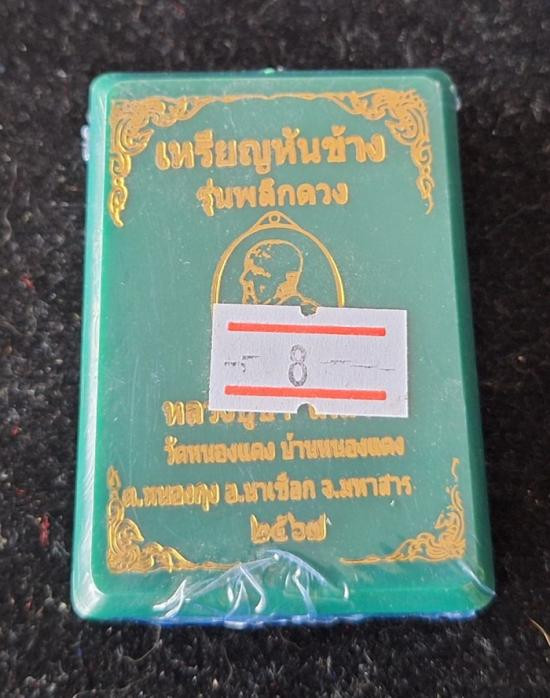 เหรียญหันข้าง
รุ่นพลิกดวง
8
วัดหนองแดง บ้านหนองแดง
ต.หนองกุง อ.นาเชือก จ.มหาสาร
๒๕๖๗